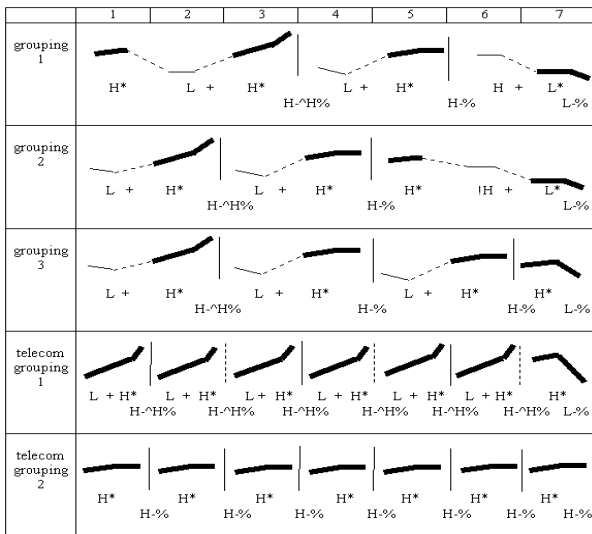 1 2 3 4 5 6 7
grouping
1
H* L + H* L + H* H + L*
H-^H% H-% L-%
grouping
2
L + H* L + H* H* !H + L*
H-^H% H-% L-%
grouping
3
L + H* L + H* L + H* H*
H-^H% H-% H-% L-%
telecom
grouping
1
L + H* L + H* L + H* L + H* L + H* L + H* H*
H-^H% H-^H% H-^H% H-^H% H-^H% H-^H% L-%
telecom
grouping
2
H* H* H* H* H* H* H*
H-% H-% H-% H-% H-% H-% H-%